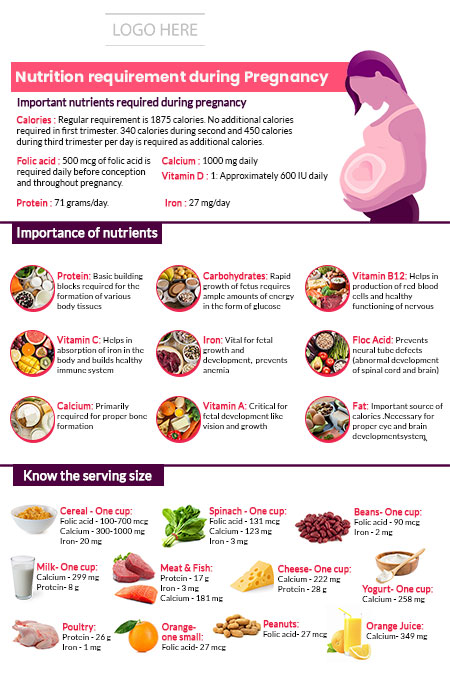 LOGO HERE
Nutrition requirement during Pregnancy
Important nutrients required during pregnancy
Calories : Regular requirement is 1875 calories. No additional calories
required in first trimester. 340 calories during second and 450 calories
during third trimester per day is required as additional calories.
Folic acid : 500 mcg of folic acid is
required daily before conception
and throughout pregnancy.
Calcium : 1000 mg daily
Vitamin D : 1: Approximately 600 IU daily
Protein : 71 grams/day.
Iron : 27 mg/day
Importance of nutrients
Protein: Basic building
blocks required for the
formation of various
body tissues
Carbohydrates: Rapid
growth of fetus requires
ample amounts of energy
in the form of glucose
Vitamin B12: Helps in
production of red blood
cells and healthy
functioning of nervous
Vitamin C: Helps in
absorption of iron in the
body and builds healthy
immune system
Iron: Vital for fetal
growth and
development, prevents
anemia
Floc Acid: Prevents
neural tube defects
(abnormal development
of spinal cord and brain)
Calcium: Primarily
required for proper bone
formation
Vitamin A: Critical for
fetal development like
vision and growth
Fat: Important source of
calories .Necessary for
proper eye and brain
developmentsystem,
Know the serving size
Cereal - One cup:
Folic acid - 100-700 mcg
Calcium - 300-1000 mg
Iron- 20 mg
Spinach - One cup:
Folic acid - 131 mcg
Calcium - 123 mg
Iron - 3 mg
Beans- One cup:
Folic acid - 90 mcg
Iron - 2 mg
Milk- One cup:
Calcium - 299 mg
Protein- 8 g
Meat & Fish:
Protein - 17 g
Iron - 3 mg
Calcium - 181 mg
Cheese- One cup:
Calcium - 222 mg
Protein - 28 g
Yogurt- One cup:
Calcium - 258 mg
Poultry:
Protein - 26 g
Iron - 1 mg
Orange-
one small:
Folic acid- 27 mcg
Peanuts:
Folic acid- 27 mcg
Orange Juice:
Calcium- 349 mg